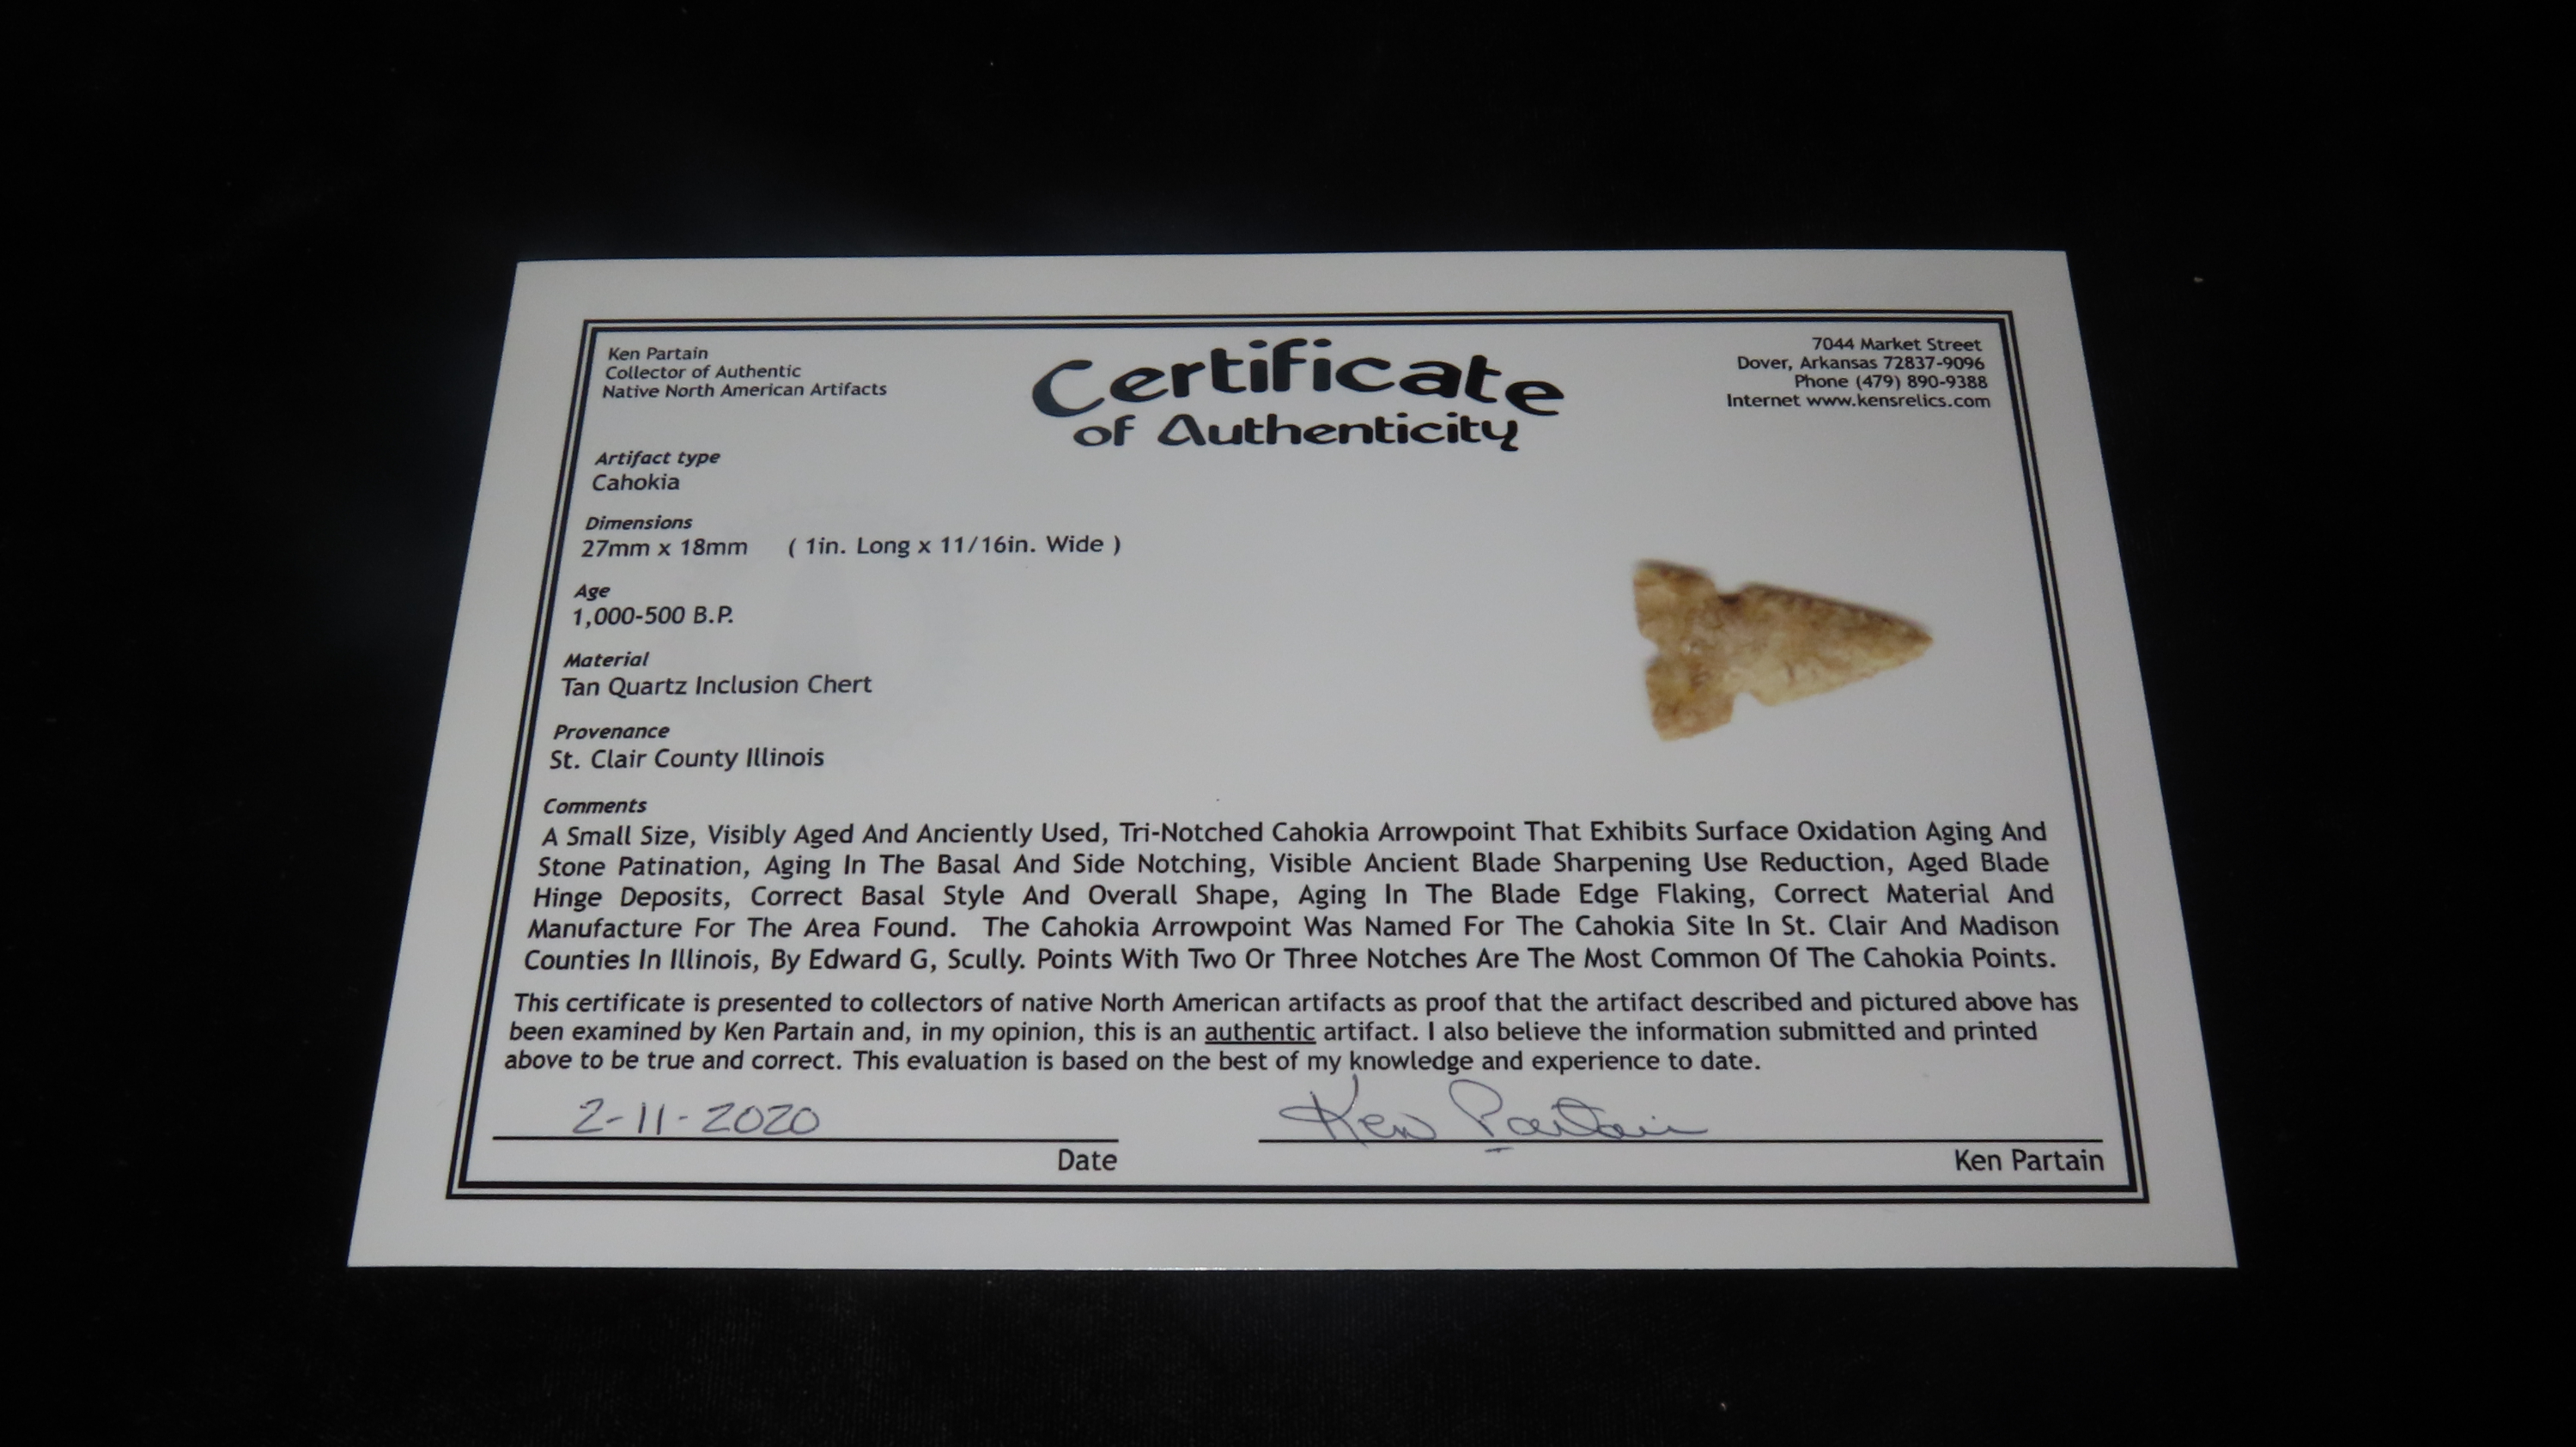 Ken Partain
Collector of Authentic
Native North American Artifacts
Certificate
of Authenticity
7044 Market Street
Dover, Arkansas 72837-9096
Phone (479) 890-9388
Internet www.kensrelics.com
Artifact type
Cahokia
Dimensions
27mm x 18mm ( 1in. Long x 11/16in. Wide )
Age
1,000-500 B.P.
Material
Tan Quartz Inclusion Chert
Provenance
St. Clair County Illinois
Comments
A Small Size, Visibly Aged And Anciently Used, Tri-Notched Cahokia Arrowpoint That Exhibits Surface Oxidation Aging And
Stone Patination, Aging In The Basal And Side Notching, Visible Ancient Blade Sharpening Use Reduction, Aged Blade
Hinge Deposits, Correct Basal Style And Overall Shape, Aging In The Blade Edge Flaking, Correct Material And
Manufacture For The Area Found. The Cahokia Arrowpoint Was Named For The Cahokia Site In St. Clair And Madison
Counties In Illinois, By Edward G, Scully. Points With Two Or Three Notches Are The Most Common Of The Cahokia Points.
This certificate is presented to collectors of native North American artifacts as proof that the artifact described and pictured above has
been examined by Ken Partain and, in my opinion, this is an authentic artifact. I also believe the information submitted and printed
above to be true and correct. This evaluation is based on the best of my knowledge and experience to date.
2-11-2020
Ken Partain
Date
Ken Partain